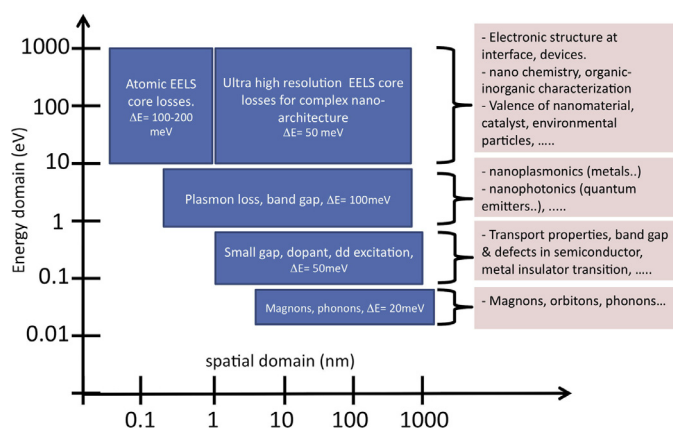 1000
100
10
1
0.1
0.01
Energy domain (eV)
Atomic EELS
core losses.
ΔE= 100-200
meV
Ultra high resolution EELS core
losses for complex nano-
architecture
ΔE= 50 meV
Plasmon loss, band gap, ΔE= 100meV
Small gap, dopant, dd excitation,
ΔE= 50meV
Magnons, phonons, ΔE= 20meV
- Electronic structure at
interface, devices.
- nano chemistry, organic-
inorganic characterization
- Valence of nanomaterial,
catalyst, environmental
particles, .....
- nanoplasmonics (metals..)
- nanophotonics (quantum
emitters..), .....
- Transport properties, band gap
& defects in semiconductor,
metal insulator transition, .....
- Magnons, orbitons, phonons...
spatial domain (nm)
0.1 1 10 100 1000